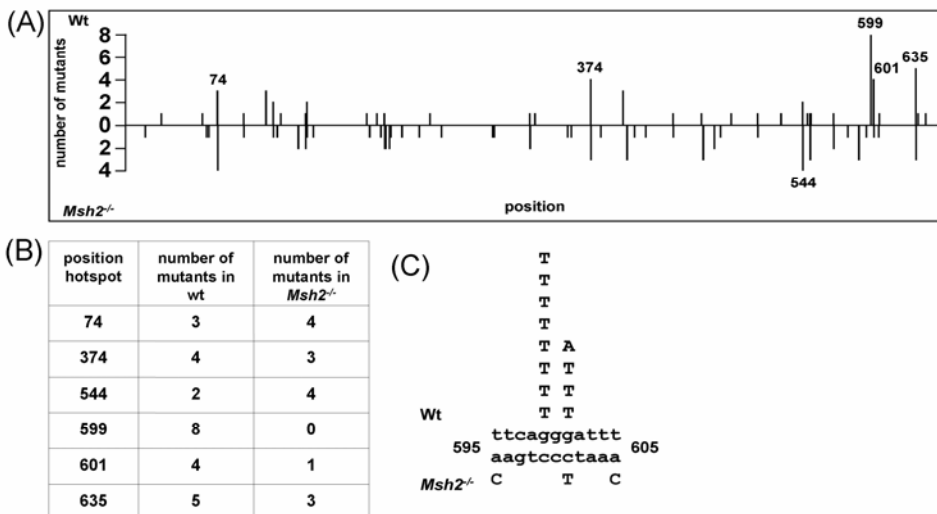 (A)
Wt
number of mutants
8
6
4
2
0
2
4
74
374
599
601
635
544
Msh2-/-
position
(B)
position hotspot | number of mutants in wt | number of mutants in Msh2-/-
74 3 4
374 4 3
544 2 4
599 8 0
601 4 1
635 5 3
(C)
T
T
T
T
T A
T T
T T
T T
Wt
ttcagggattt
595 605
aagtccctaaa
Msh2-/- C T C